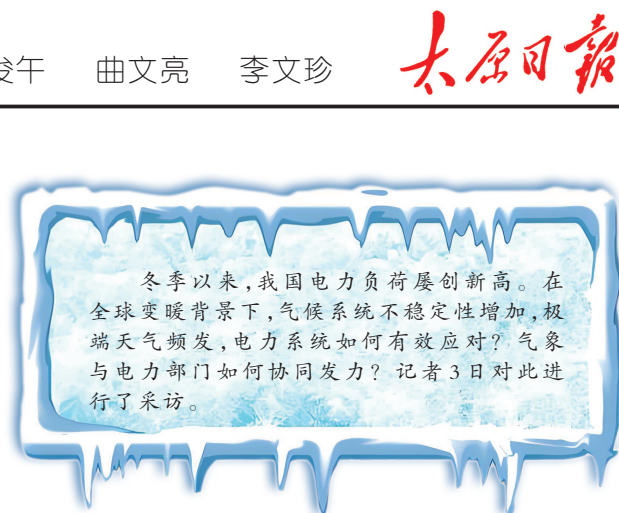 午 曲文亮 李文珍 太原日报
冬季以来,我国电力负荷屡创新高。在
全球变暖背景下,气候系统不稳定性增加,极
端天气频发,电力系统如何有效应对?气象
与电力部门如何协同发力?记者3日对此进
行了采访。